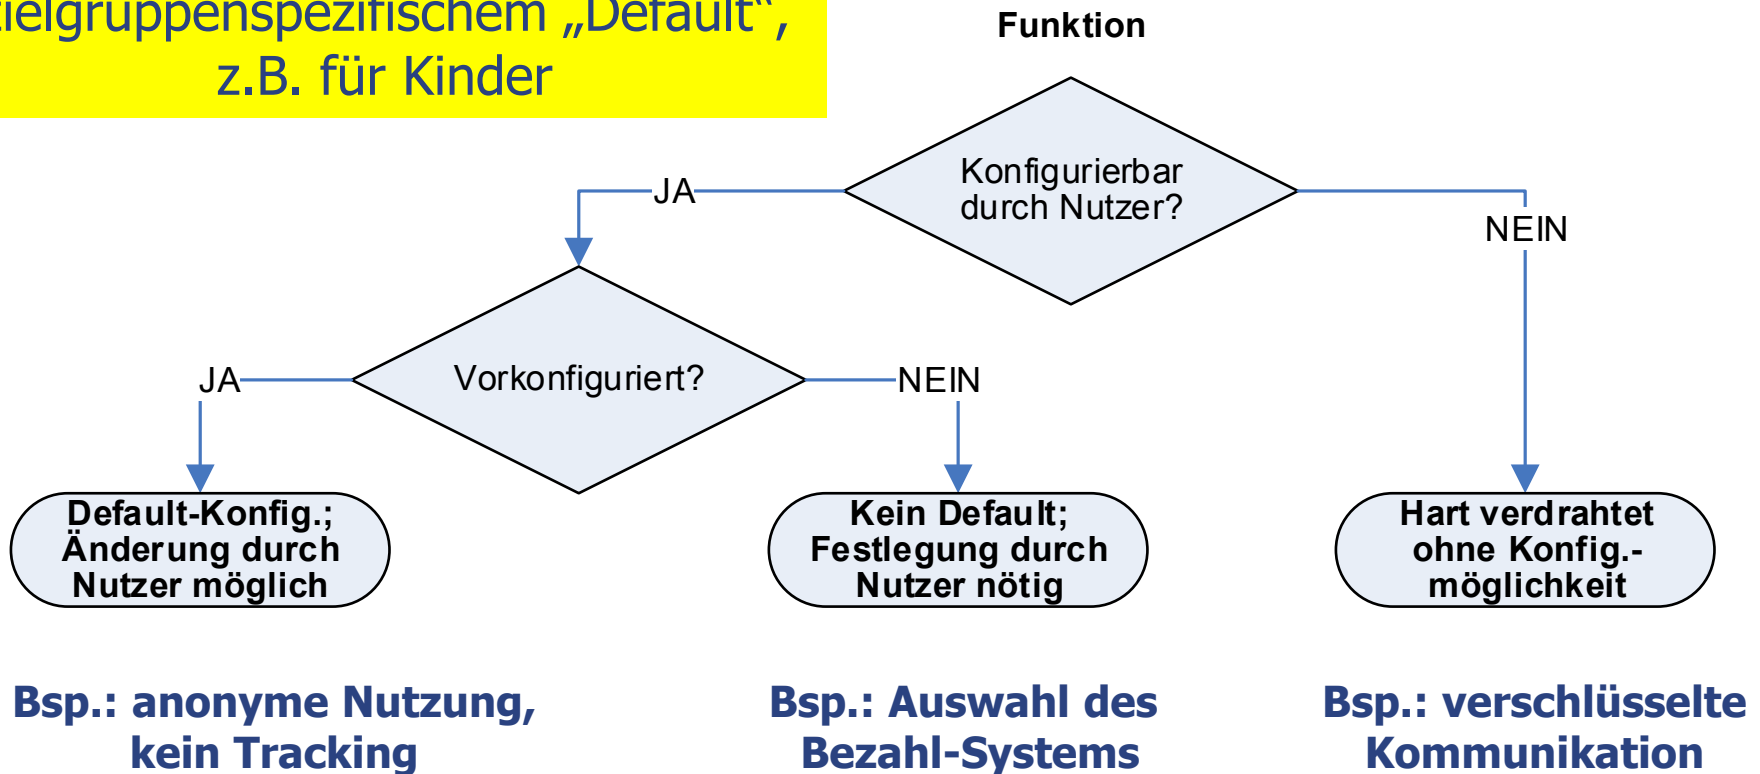 zielgruppenspezifischem „Default“,
z.B. für Kinder
Funktion
Konfigurierbar
durch Nutzer?
JA
NEIN
Vorkonfiguriert?
JA
NEIN
Default-Konfig.;
Änderung durch
Nutzer möglich
Kein Default;
Festlegung durch
Nutzer nötig
Hart verdrahtet
ohne Konfig.-
möglichkeit
Bsp.: anonyme Nutzung,
kein Tracking
Bsp.: Auswahl des
Bezahl-Systems
Bsp.: verschlüsselte
Kommunikation